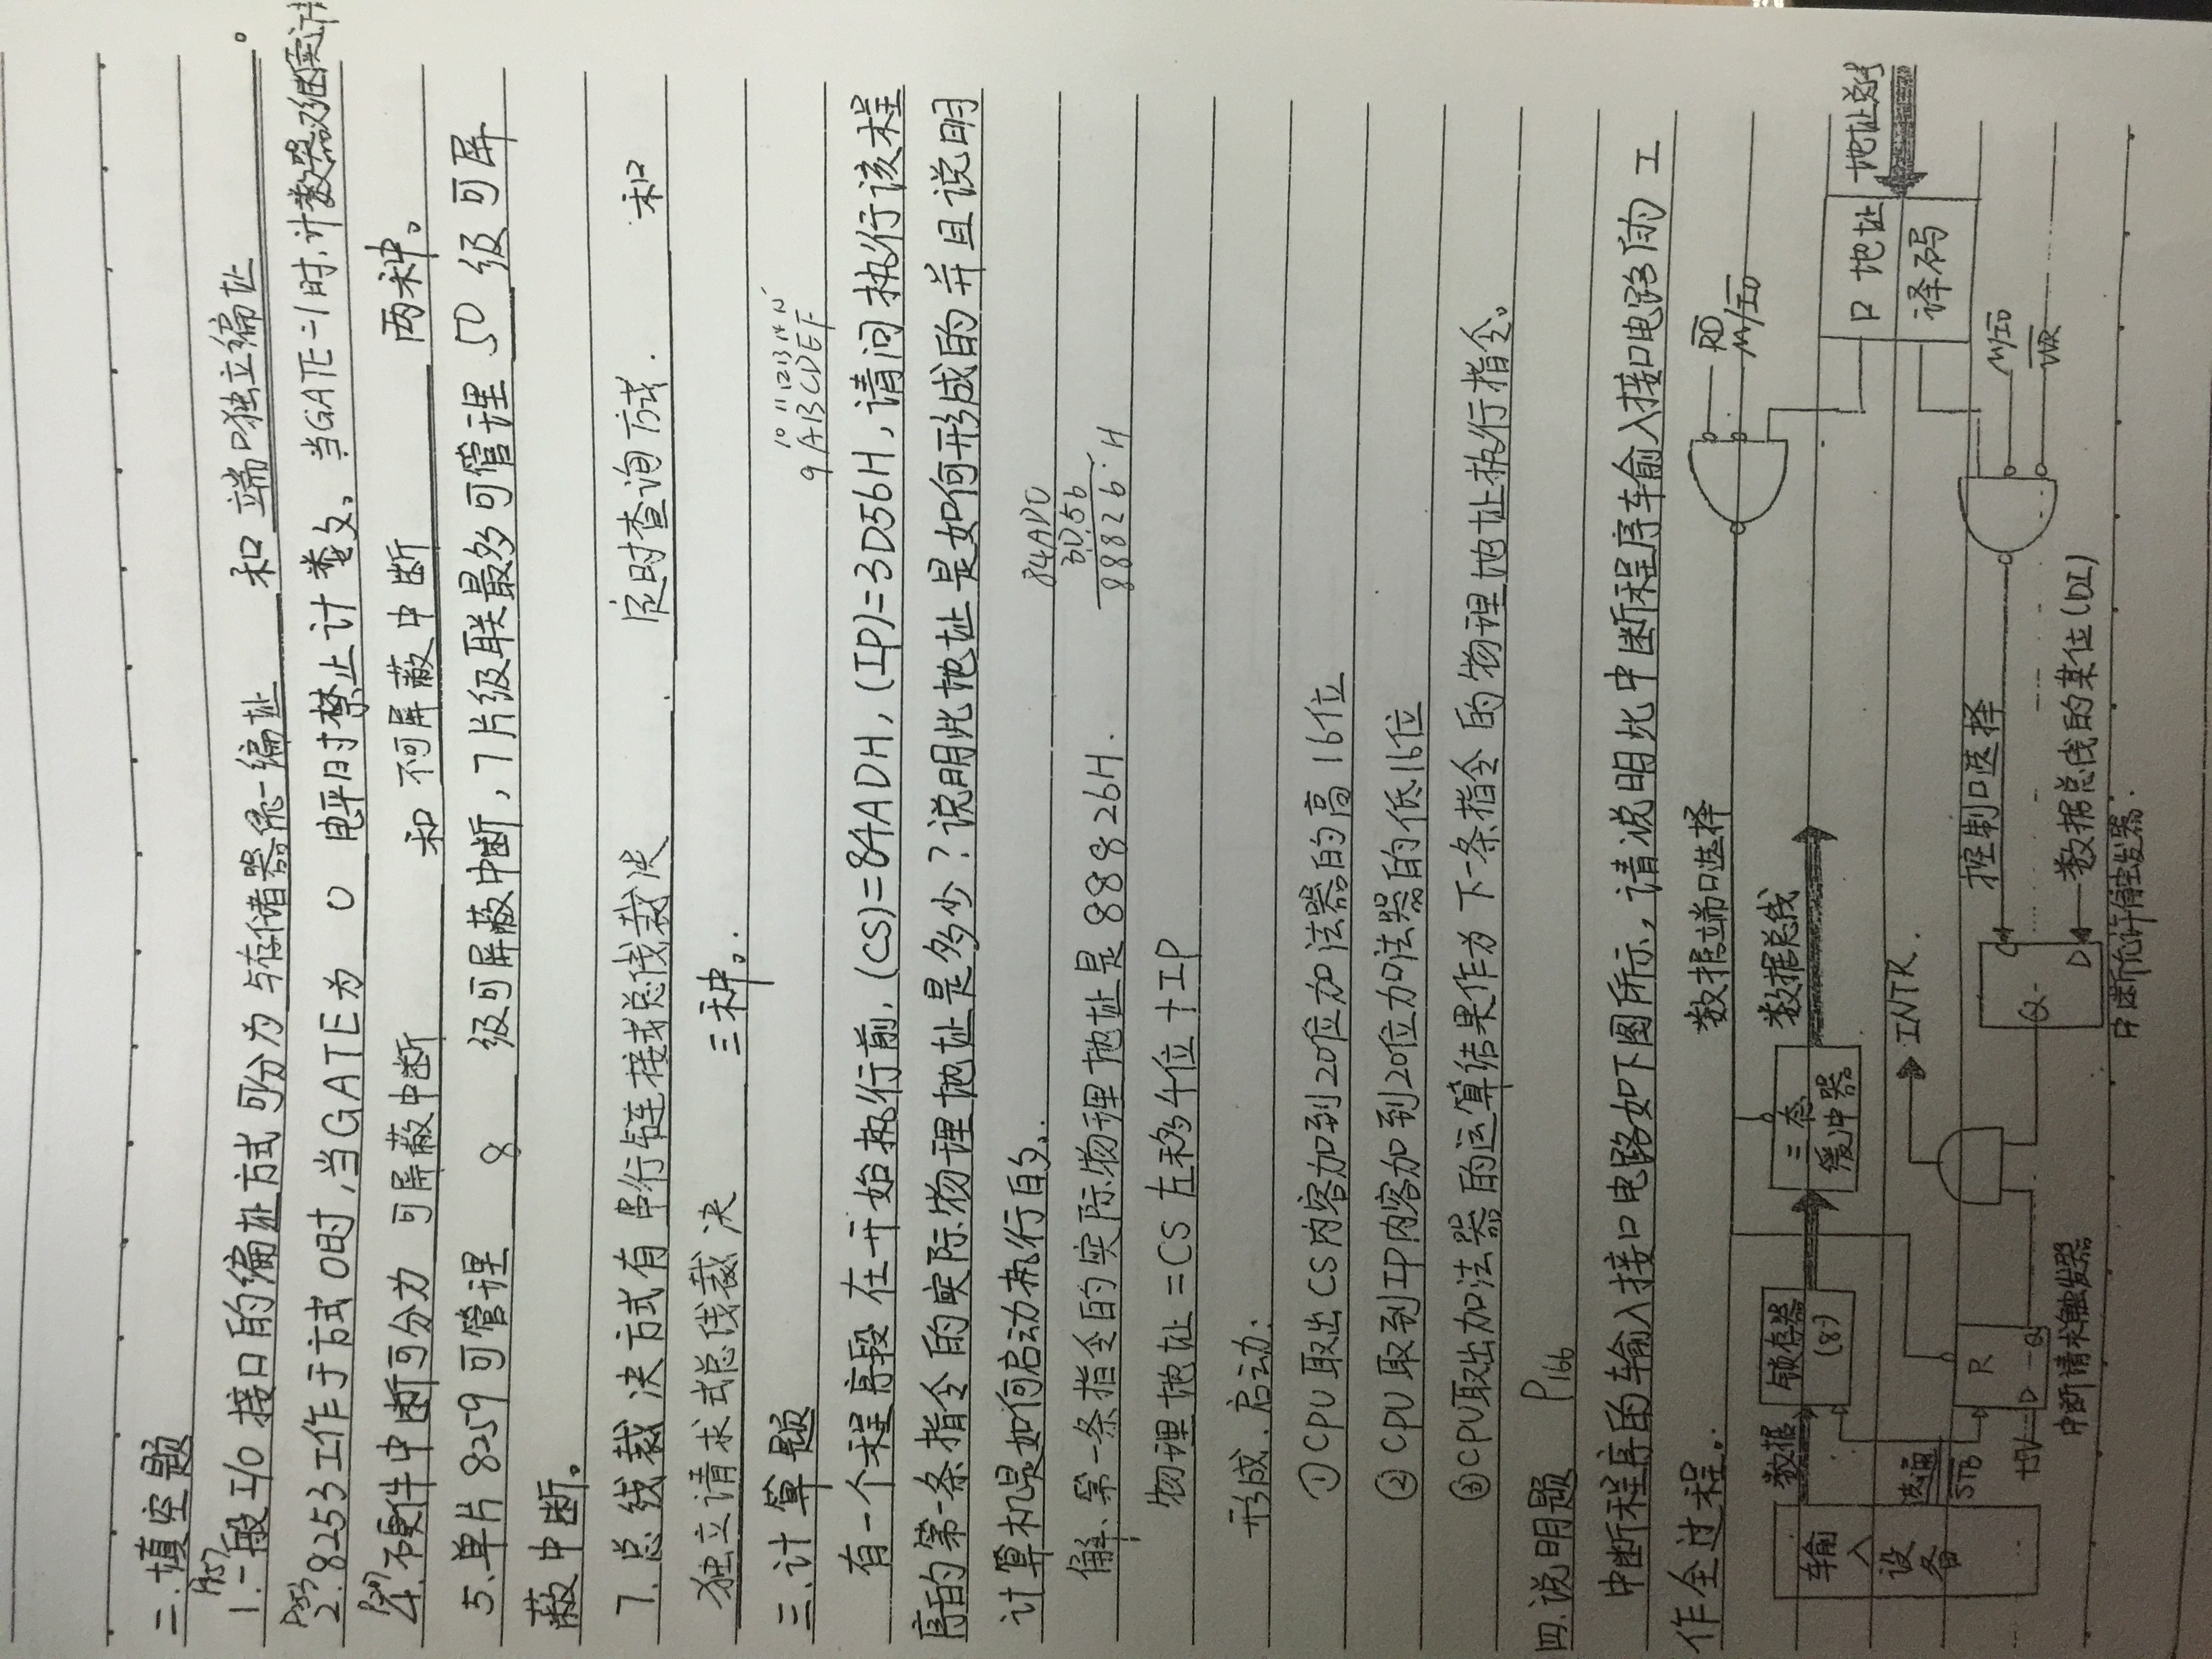 二.填空题
P157
1.一般I/O接口的编址方式可分为 与存储器统一编址 和 端口独立编址 。
P253
2.8253工作于方式0时,当GATE为 0 电平时禁止计数。当GATE=1时,计数器又继续计
4.硬件中断可分为 可屏蔽中断 和 不可屏蔽中断 两种。
5.单片8259可管理 8 级可屏蔽中断,7片级联最多可管理 50 级可屏
蔽中断。
7.总线裁决方式有 串行链接式总线裁决 、 定时查询方式. 和
独立请求式总线裁决 三种。
三.计算题
10 11 12 13 14 15
9 A B C D E F
有一个程序段在开始执行前,(CS)=84ADH,(IP)=3D56H,请问执行该程
序的第一条指令的实际物理地址是多少?说明此地址是如何形成的并且说明
计算机是如何启动执行的。
84AD0
3D56
88826H
解、第一条指令的实际物理地址是88826H.
物理地址=CS左移4位+IP
形成.启动:
①CPU取出CS内容加到20位加法器的高16位
②CPU取到IP内容加到20位加法器的低16位
③CPU取出加法器的运算结果作为下一条指令的物理地址执行指令。
四.说明题 P166
中断程序的输入接口电路如下图所示,请说明此中断程序输入接口电路的工
作全过程。
数据端口选择
RD
M/IO
输入设备
数据
锁存器
(8)
三态
缓冲器
数据总线
口地址
译码
地址总线
选通
STB
INTR.
R
+5V
D
Q
中断请求触发器
控制口选择
M/IO
WR
C
Q
D
数据总线的某位(DI)
中断允许触发器.